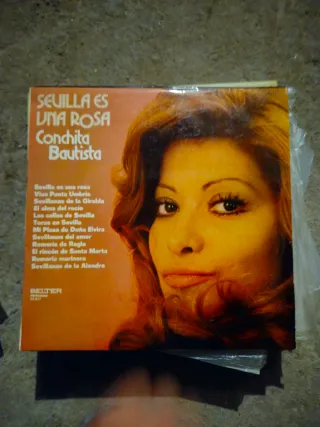 SEVILLA ES
UNA ROSA
Conchita
Bautista
Sevilla es una rosa
Viva Punta Umbría
Sevillanas de la Giralda
El alma del rocío
Las calles de Sevilla
Toros en Sevilla
Mi Plaza de Doña Elvira
Sevillanas del amor
Romería de Regla
El rincón de Santa Marta
Romería marinera
Sevillanas de la Alondra
BELTER